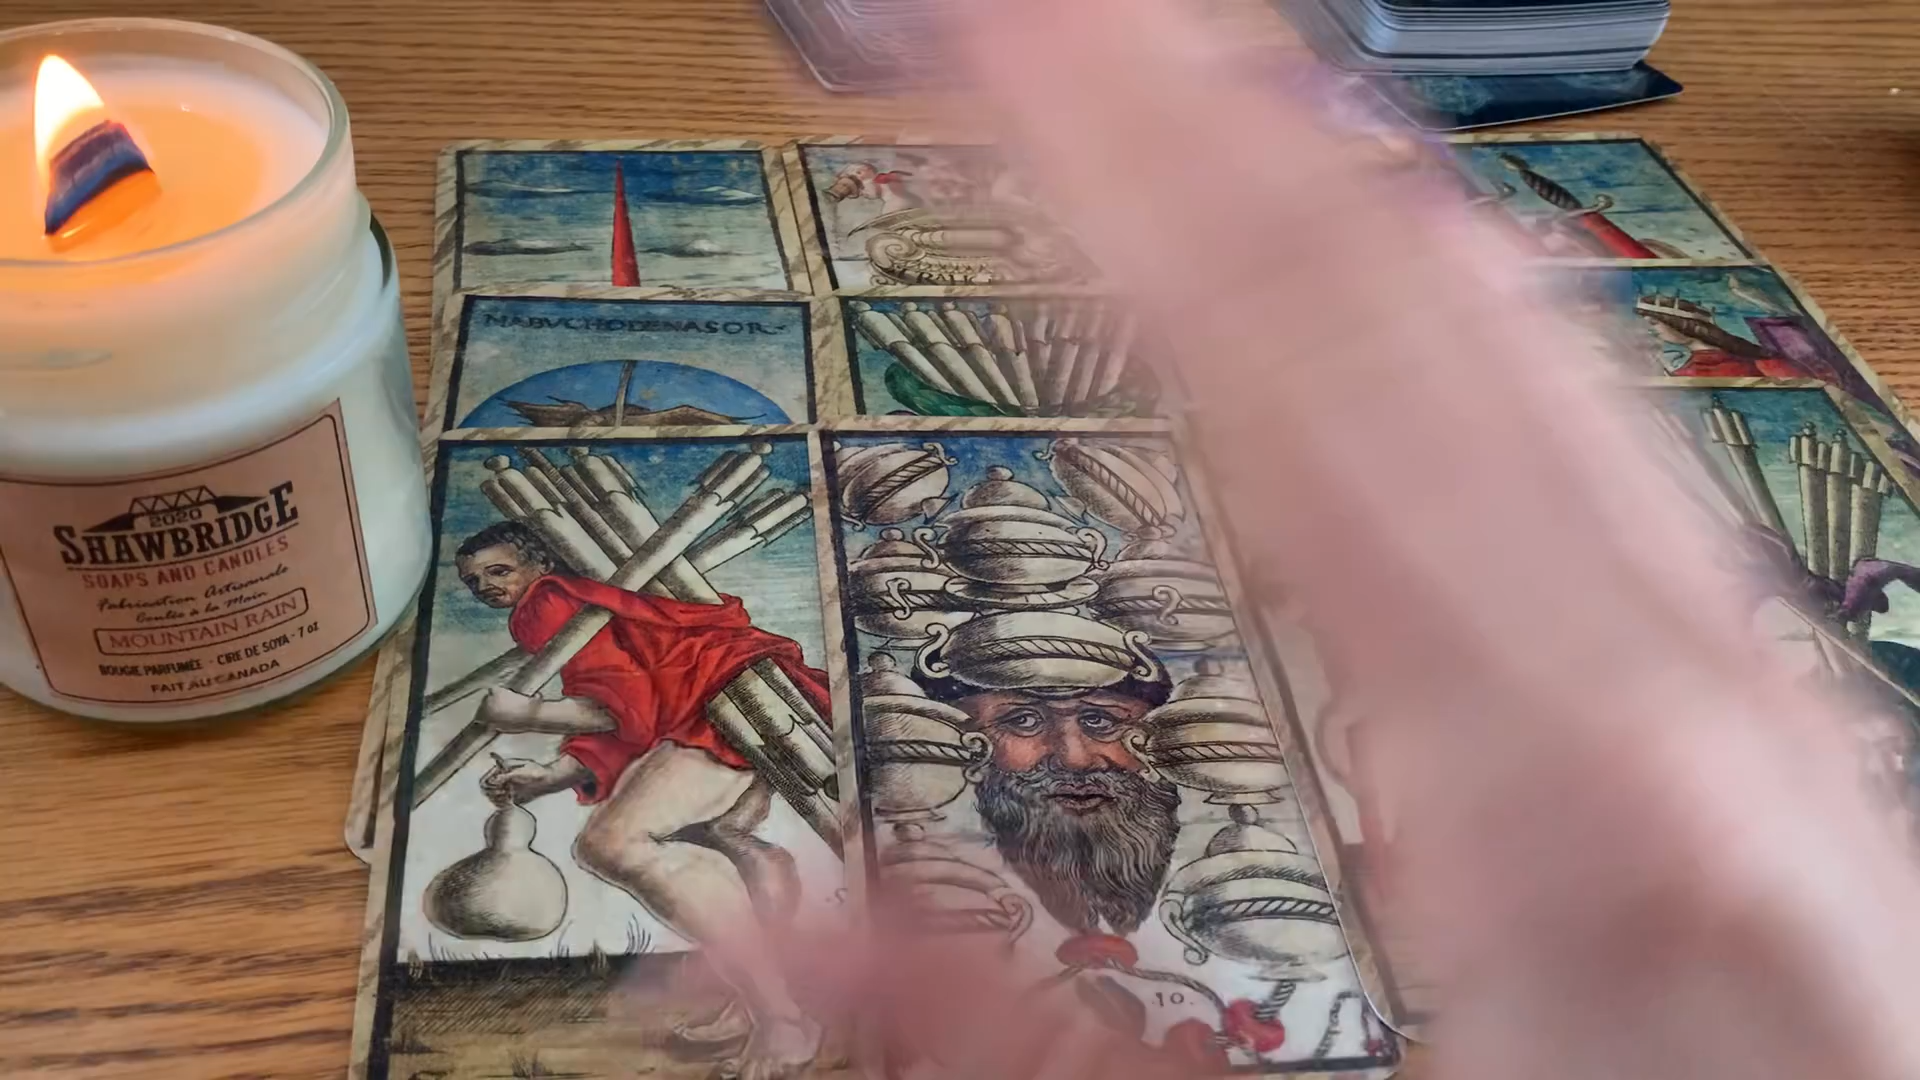 NABVCHODENASOR
2020
SHAWBRIDGE
SOAPS AND CANDLES
Fabrication Artisanale
Coulée à la Main
MOUNTAIN RAIN
BOUGIE PARFUMÉE · CIRE DE SOYA · 7 oz
FAIT AU CANADA
.10.